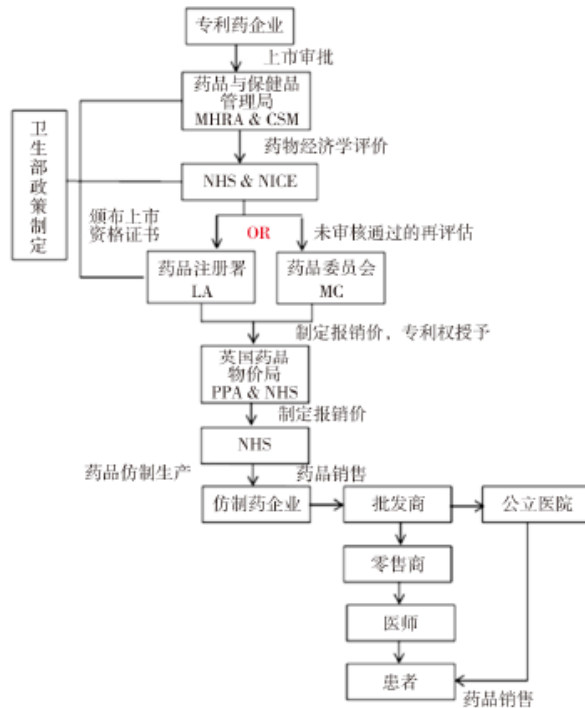 专利药企业
上市审批
药品与保健品
管理局
MHRA & CSM
卫生部政策制定
药物经济学评价
NHS & NICE
颁布上市
资格证书
OR
未审核通过的再评估
药品注册署
LA
药品委员会
MC
制定报销价、专利权授予
英国药品
物价局
PPA & NHS
制定报销价
NHS
药品仿制生产
药品销售
仿制药企业
批发商
公立医院
零售商
医师
患者
药品销售